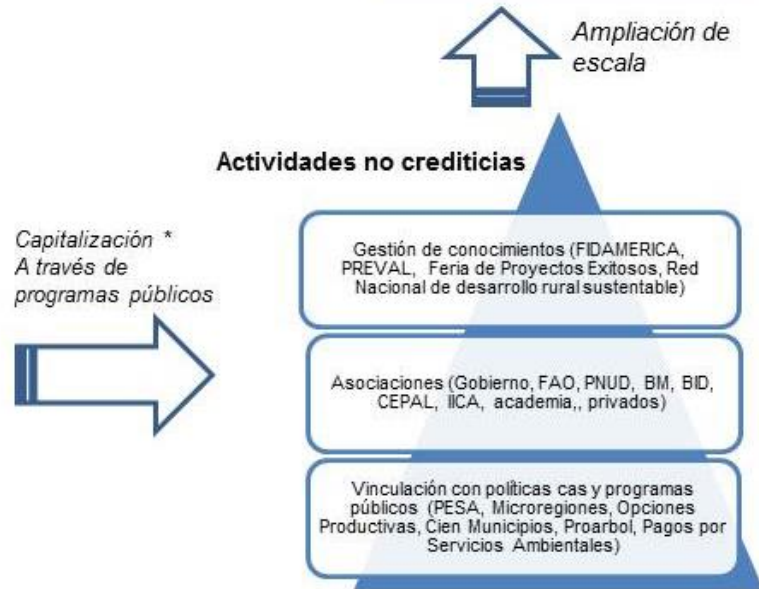 Ampliación de
escala
Actividades no crediticias
Capitalización *
A través de
programas públicos
Gestión de conocimientos (FIDAMERICA,
PREVAL, Feria de Proyectos Exitosos, Red
Nacional de desarrollo rural sustentable)
Asociaciones (Gobierno, FAO, PNUD, BM, BID,
CEPAL, IICA, academia,, privados)
Vinculación con políticas cas y programas
públicos (PESA, Microregiones, Opciones
Productivas, Cien Municipios, Proarbol, Pagos por
Servicios Ambientales)